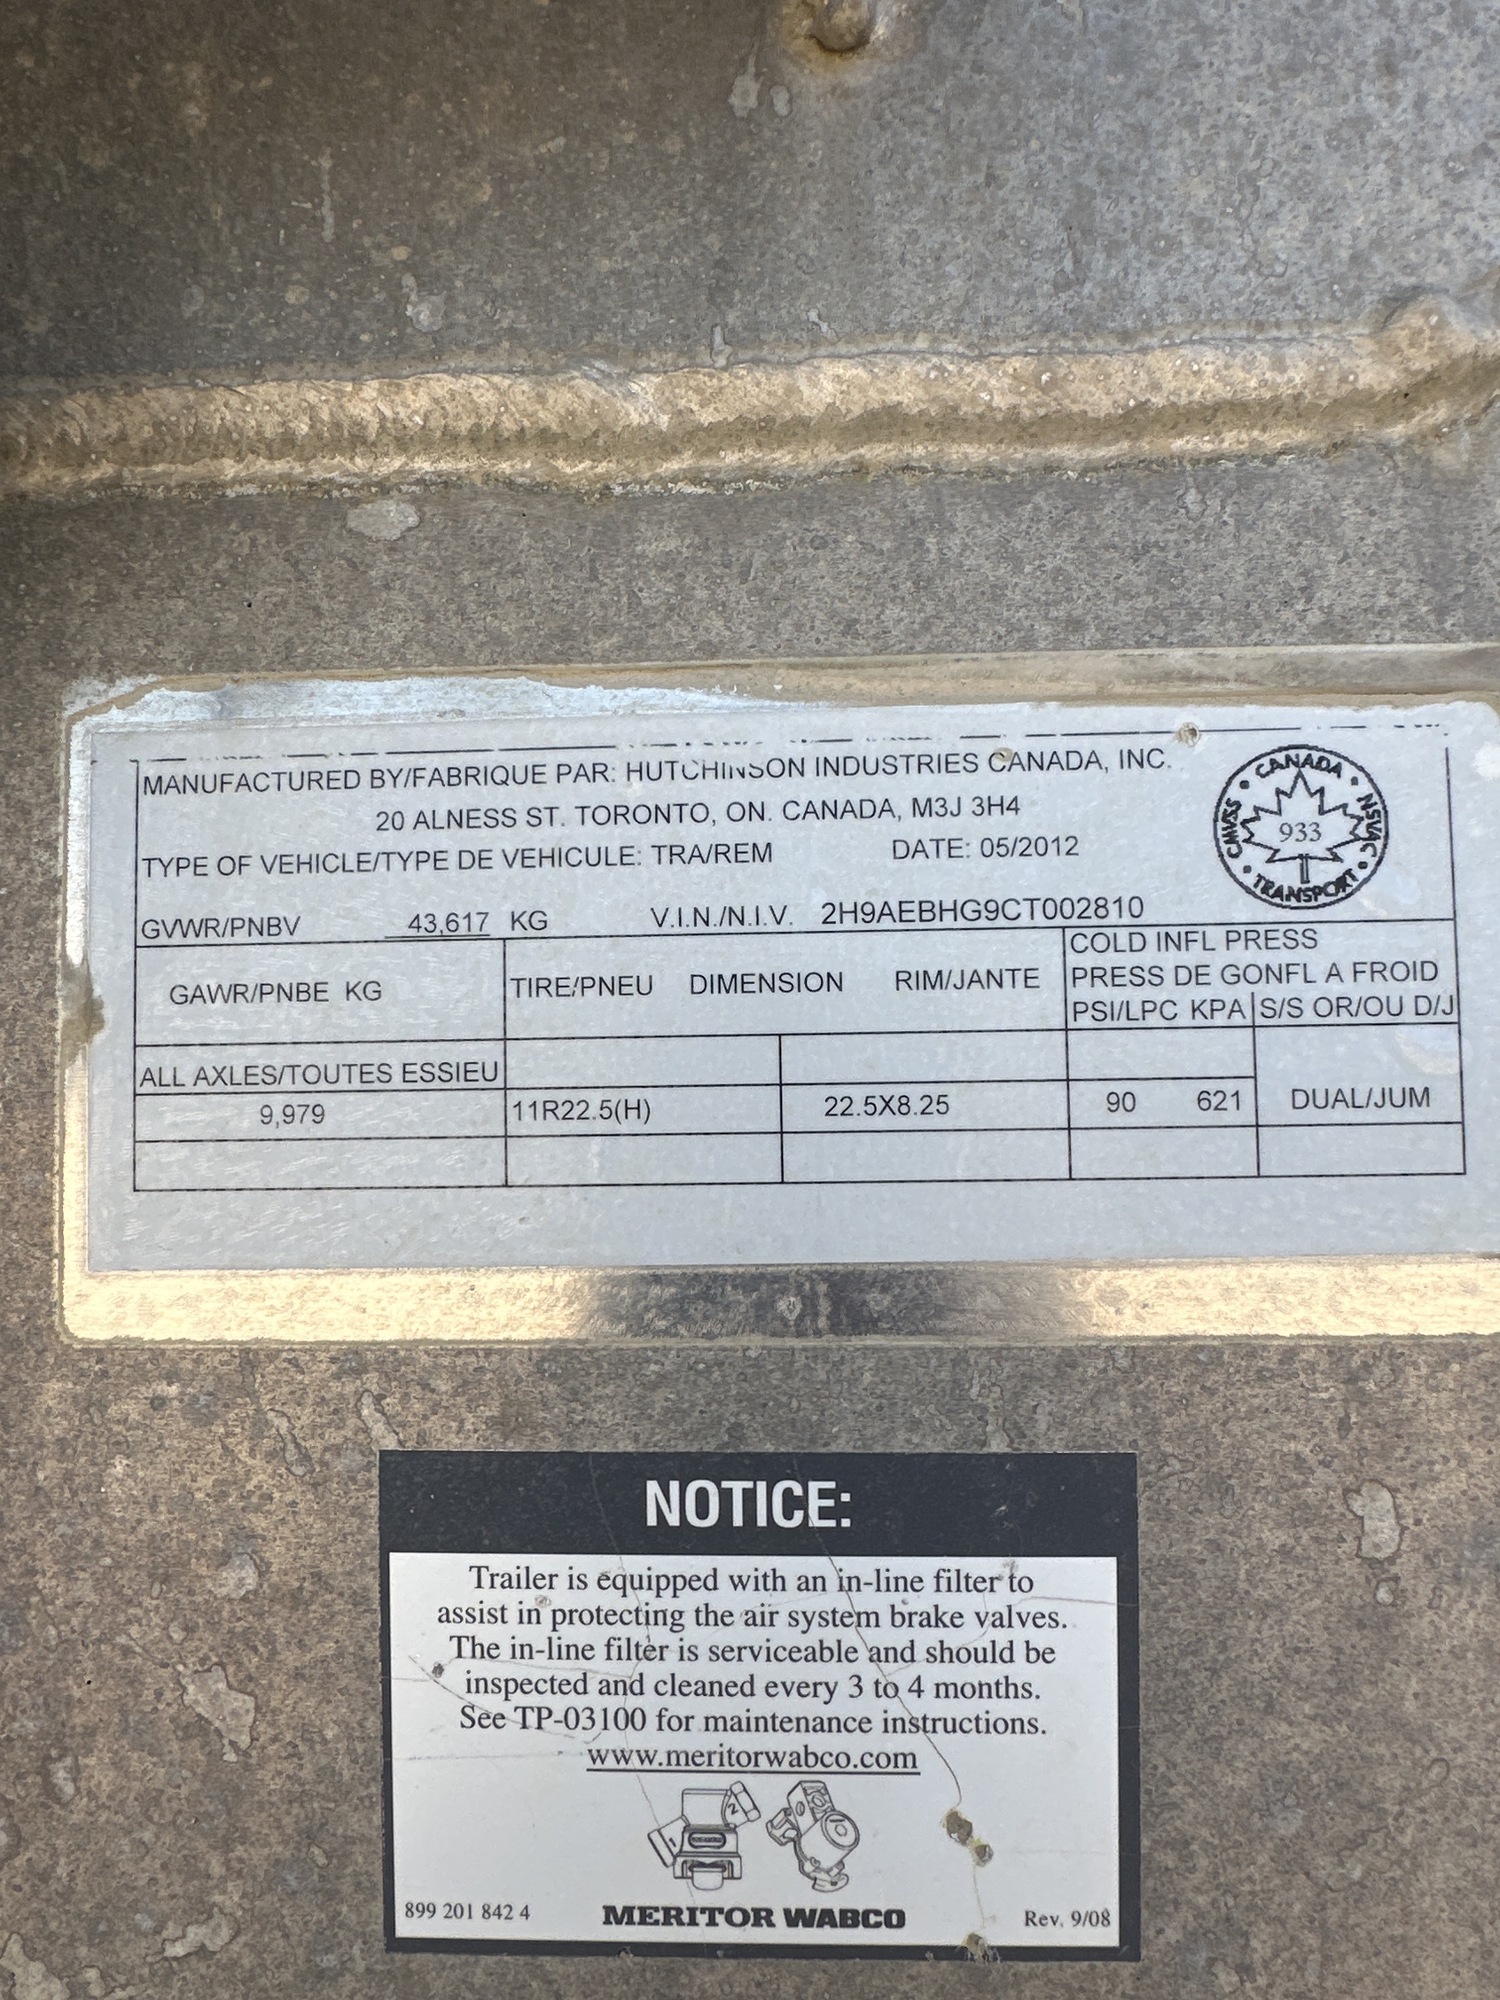 MANUFACTURED BY/FABRIQUE PAR: HUTCHINSON INDUSTRIES CANADA, INC.
20 ALNESS ST. TORONTO, ON. CANADA, M3J 3H4
TYPE OF VEHICLE/TYPE DE VEHICULE: TRA/REM DATE: 05/2012
CANADA
CMVSS 933 NSVAC
TRANSPORT
GVWR/PNBV 43,617 KG V.I.N./N.I.V. 2H9AEBHG9CT002810
GAWR/PNBE KG TIRE/PNEU DIMENSION RIM/JANTE
COLD INFL PRESS
PRESS DE GONFL A FROID
PSI/LPC KPA S/S OR/OU D/J
ALL AXLES/TOUTES ESSIEU
9,979 11R22.5(H) 22.5X8.25 90 621 DUAL/JUM
NOTICE:
Trailer is equipped with an in-line filter to
assist in protecting the air system brake valves.
The in-line filter is serviceable and should be
inspected and cleaned every 3 to 4 months.
See TP-03100 for maintenance instructions.
www.meritorwabco.com
1 2
899 201 842 4 MERITOR WABCO Rev. 9/08